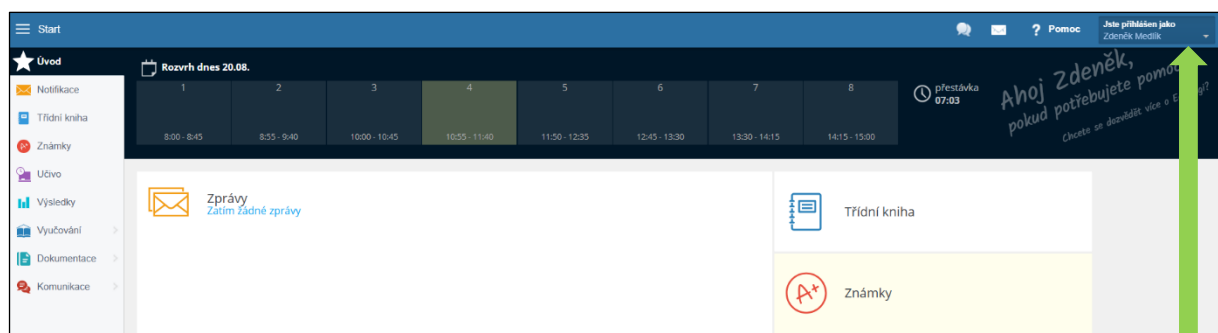 Start
Pomoc
Jste přihlášen jako
Zdeněk Medlík
Úvod
Notifikace
Třídní kniha
Známky
Učivo
Výsledky
Vyučování
Dokumentace
Komunikace
Rozvrh dnes 20.08.
1 2 3 4 5 6 7 8
8:00 - 8:45 8:55 - 9:40 10:00 - 10:45 10:55 - 11:40 11:50 - 12:35 12:45 - 13:30 13:30 - 14:15 14:15 - 15:00
přestávka
07:03
Ahoj Zdeněk,
pokud potřebujete
Chcete se dozvědět více o
Zprávy
Zatím žádné zprávy
Třídní kniha
A+
Známky